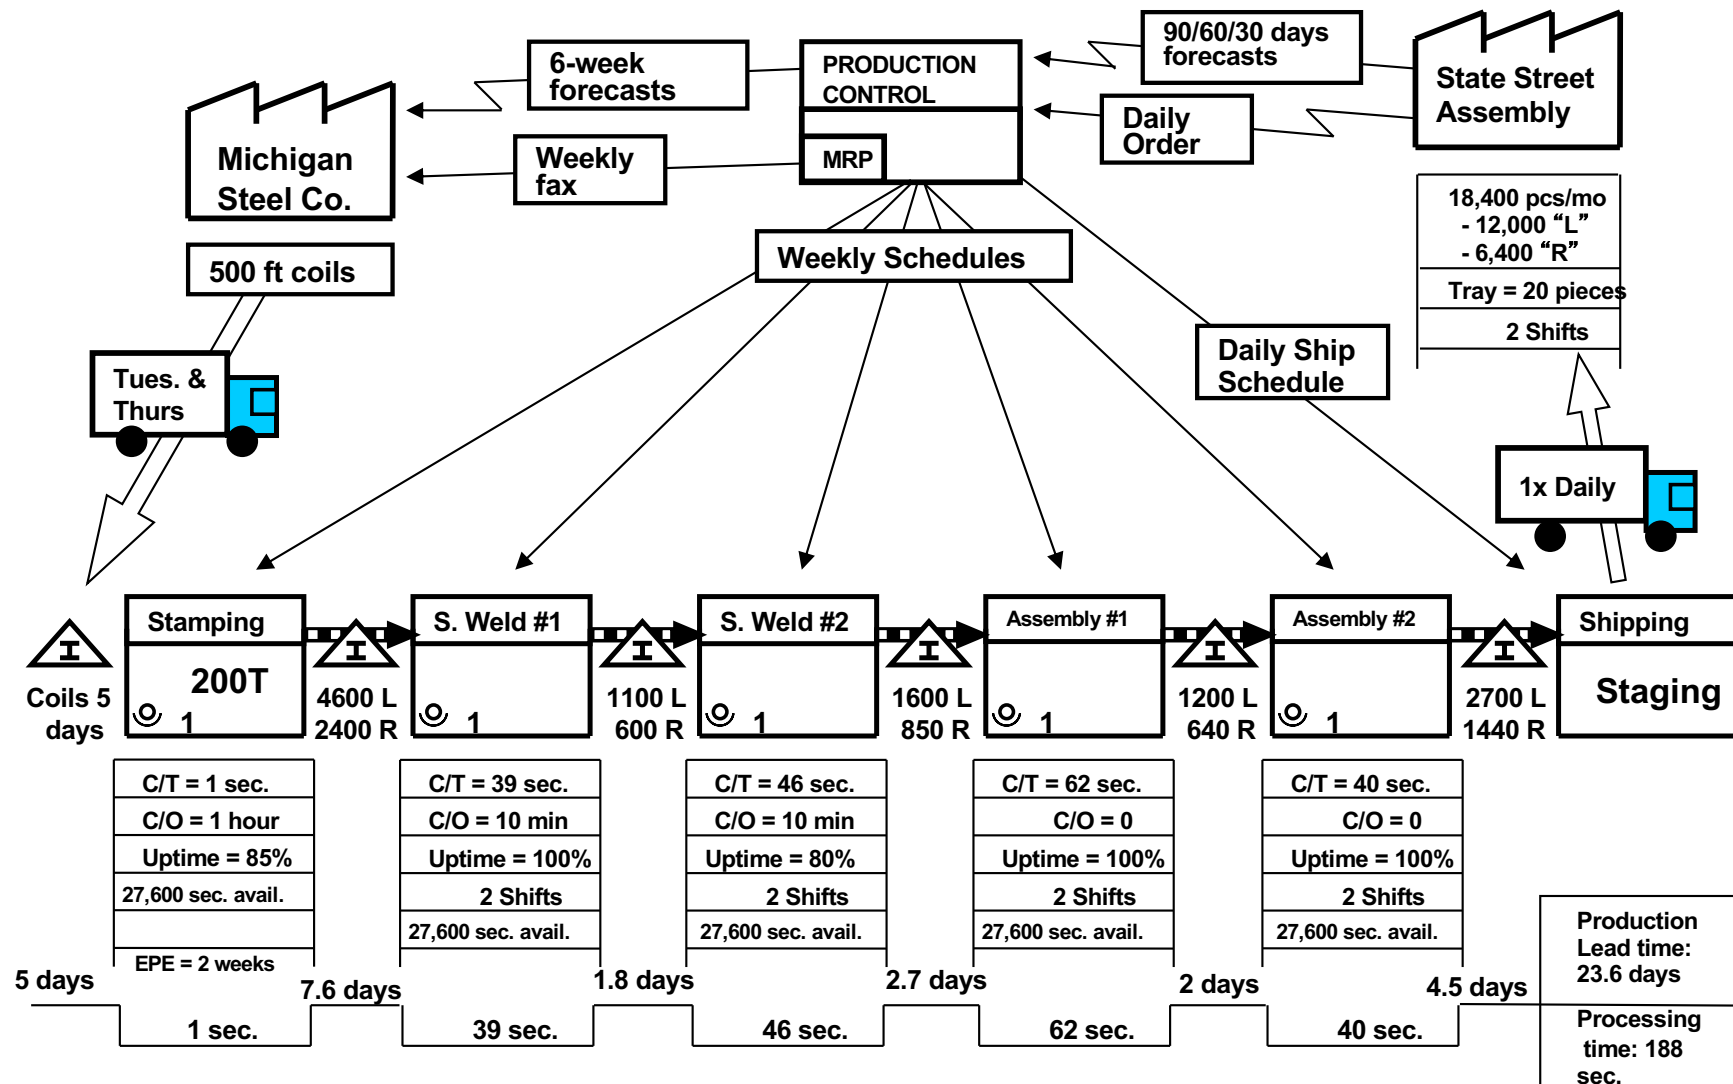 90/60/30 days
forecasts
6-week
forecasts
PRODUCTION
CONTROL
State Street
Assembly
Daily
Order
Michigan
Steel Co.
Weekly
fax
MRP
18,400 pcs/mo
- 12,000 “L”
- 6,400 “R”
Tray = 20 pieces
2 Shifts
500 ft coils
Weekly Schedules
Daily Ship
Schedule
Tues. &
Thurs
1x Daily
Stamping
S. Weld #1
S. Weld #2
Assembly #1
Assembly #2
Shipping
I
I
I
I
I
I
Coils 5
days
200T
1
4600 L
2400 R
1
1100 L
600 R
1
1600 L
850 R
1
1200 L
640 R
1
2700 L
1440 R
Staging
C/T = 1 sec.
C/O = 1 hour
Uptime = 85%
27,600 sec. avail.
EPE = 2 weeks
C/T = 39 sec.
C/O = 10 min
Uptime = 100%
2 Shifts
27,600 sec. avail.
C/T = 46 sec.
C/O = 10 min
Uptime = 80%
2 Shifts
27,600 sec. avail.
C/T = 62 sec.
C/O = 0
Uptime = 100%
2 Shifts
27,600 sec. avail.
C/T = 40 sec.
C/O = 0
Uptime = 100%
2 Shifts
27,600 sec. avail.
5 days
7.6 days
1.8 days
2.7 days
2 days
4.5 days
Production
Lead time:
23.6 days
1 sec.
39 sec.
46 sec.
62 sec.
40 sec.
Processing
time: 188
sec.